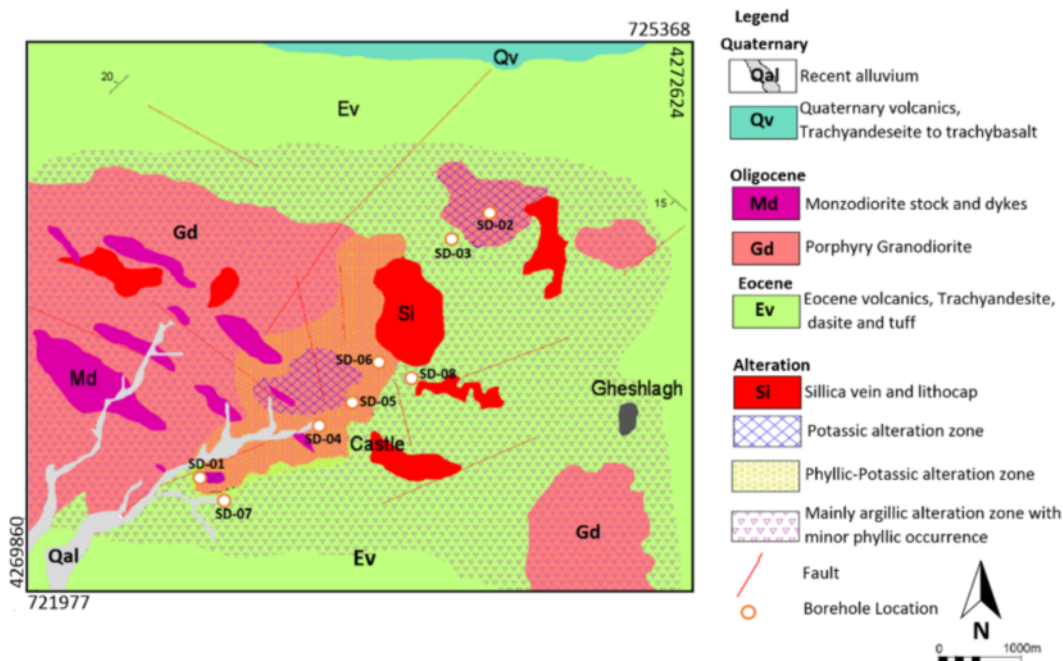 725368
4272624
Qv
20
Ev
15
SD-02
Gd
SD-03
Si
SD-06
Md
SD-08
Gheshlagh
SD-05
SD-04
Castle
SD-01
SD-07
Gd
Qal
Ev
4269860
721977
Legend
Quaternary
Qal Recent alluvium
Qv Quaternary volcanics,
Trachyandeseite to trachybasalt
Oligocene
Md Monzodiorite stock and dykes
Gd Porphyry Granodiorite
Eocene
Ev Eocene volcanics, Trachyandesite,
dasite and tuff
Alteration
Si Sillica vein and lithocap
Potassic alteration zone
Phyllic-Potassic alteration zone
Mainly argillic alteration zone with
minor phyllic occurrence
Fault
Borehole Location
N
0 1000m